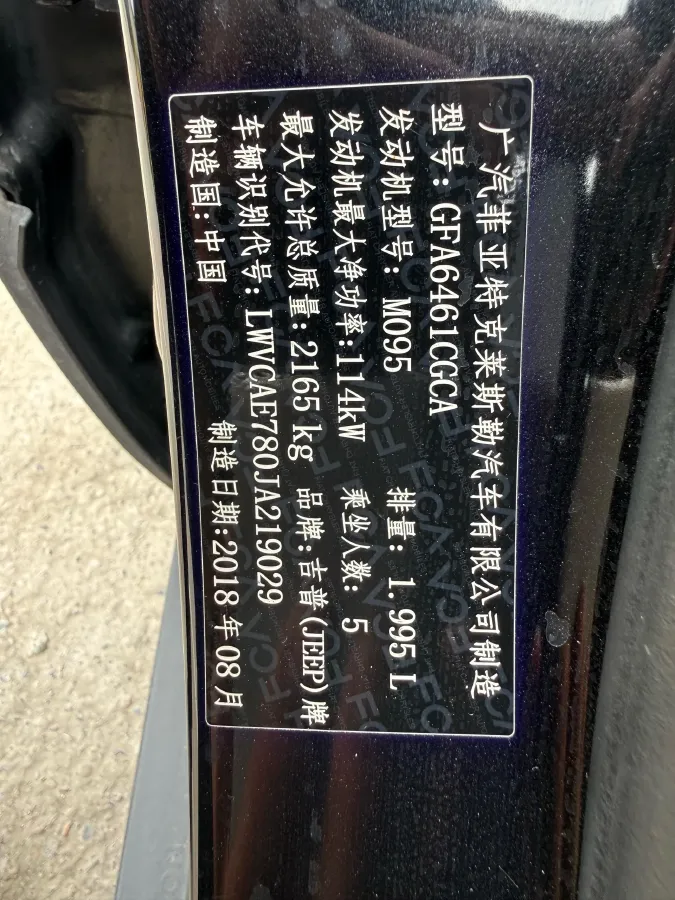 广汽菲亚特克莱斯勒汽车有限公司制造
型号: GFA6461CGCA
发动机型号: M095 排量: 1.995 L
发动机最大净功率:114kW 乘坐人数: 5
最大允许总质量:2165 kg 品牌:吉普(JEEP)牌
车辆识别代号:LWVCAE780JA219029
制造国:中国 制造日期:2018 年 08 月